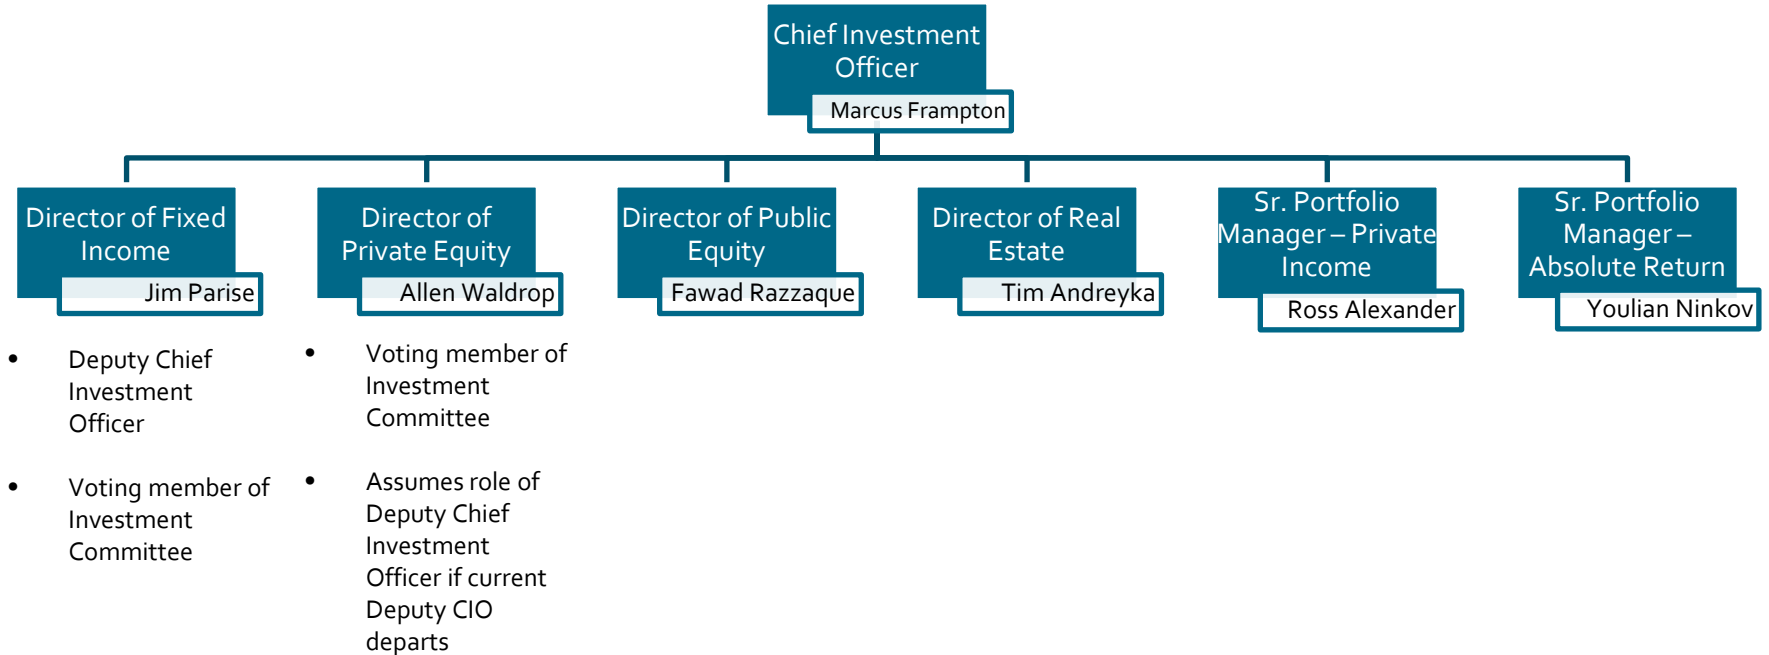 Chief Investment
Officer
Marcus Frampton
Director of Fixed
Income
Jim Parise
Director of
Private Equity
Allen Waldrop
Director of Public
Equity
Fawad Razzaque
Director of Real
Estate
Tim Andreyka
Sr. Portfolio
Manager – Private
Income
Ross Alexander
Sr. Portfolio
Manager –
Absolute Return
Youlian Ninkov
• Deputy Chief
Investment
Officer
• Voting member of
Investment
Committee
• Voting member of
Investment
Committee
• Assumes role of
Deputy Chief
Investment
Officer if current
Deputy CIO
departs